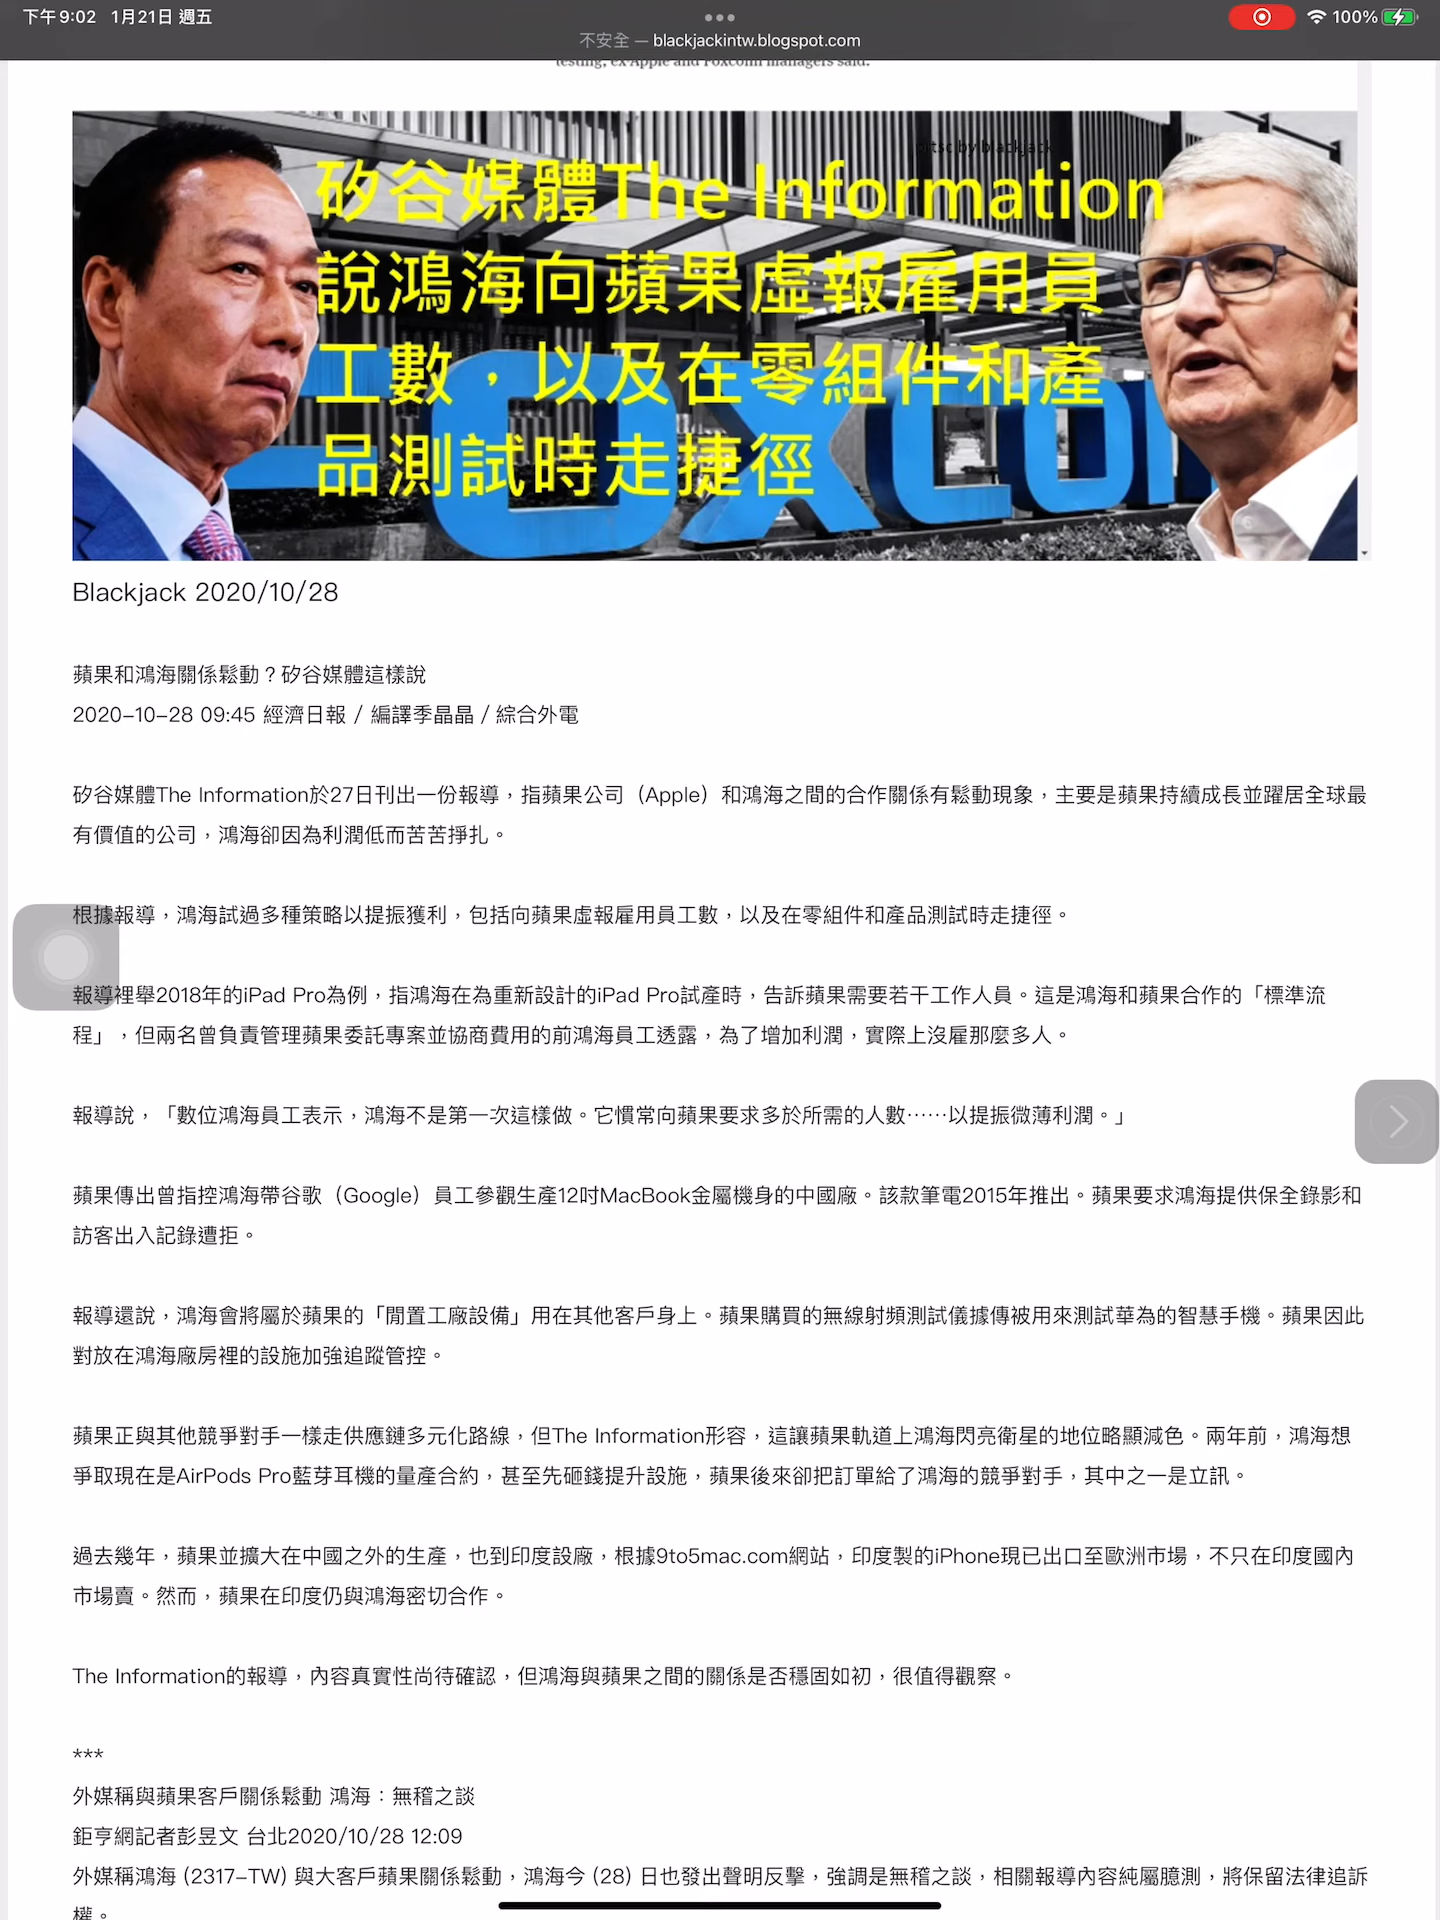 下午9:02 1月21日 週五
100%
不安全 — blackjackintw.blogspot.com
testing, ex-Apple and Foxconn managers said.
矽谷媒體The Information
說鴻海向蘋果虛報雇用員
工數，以及在零組件和產
品測試時走捷徑
Blackjack 2020/10/28
蘋果和鴻海關係鬆動？矽谷媒體這樣說
2020-10-28 09:45 經濟日報 / 編譯季晶晶 / 綜合外電
矽谷媒體The Information於27日刊出一份報導，指蘋果公司（Apple）和鴻海之間的合作關係有鬆動現象，主要是蘋果持續成長並躍居全球最
有價值的公司，鴻海卻因為利潤低而苦苦掙扎。
根據報導，鴻海試過多種策略以提振獲利，包括向蘋果虛報雇用員工數，以及在零組件和產品測試時走捷徑。
報導裡舉2018年的iPad Pro為例，指鴻海在為重新設計的iPad Pro試產時，告訴蘋果需要若干工作人員。這是鴻海和蘋果合作的「標準流
程」，但兩名曾負責管理蘋果委託專案並協商費用的前鴻海員工透露，為了增加利潤，實際上沒雇那麼多人。
報導說，「數位鴻海員工表示，鴻海不是第一次這樣做。它慣常向蘋果要求多於所需的人數……以提振微薄利潤。」
蘋果傳出曾指控鴻海帶谷歌（Google）員工參觀生產12吋MacBook金屬機身的中國廠。該款筆電2015年推出。蘋果要求鴻海提供保全錄影和
訪客出入記錄遭拒。
報導還說，鴻海會將屬於蘋果的「閒置工廠設備」用在其他客戶身上。蘋果購買的無線射頻測試儀據傳被用來測試華為的智慧手機。蘋果因此
對放在鴻海廠房裡的設施加強追蹤管控。
蘋果正與其他競爭對手一樣走供應鏈多元化路線，但The Information形容，這讓蘋果軌道上鴻海閃亮衛星的地位略顯減色。兩年前，鴻海想
爭取現在是AirPods Pro藍芽耳機的量產合約，甚至先砸錢提升設施，蘋果後來卻把訂單給了鴻海的競爭對手，其中之一是立訊。
過去幾年，蘋果並擴大在中國之外的生產，也到印度設廠，根據9to5mac.com網站，印度製的iPhone現已出口至歐洲市場，不只在印度國內
市場賣。然而，蘋果在印度仍與鴻海密切合作。
The Information的報導，內容真實性尚待確認，但鴻海與蘋果之間的關係是否穩固如初，很值得觀察。
***
外媒稱與蘋果客戶關係鬆動 鴻海：無稽之談
鉅亨網記者彭昱文 台北2020/10/28 12:09
外媒稱鴻海 (2317-TW) 與大客戶蘋果關係鬆動，鴻海今 (28) 日也發出聲明反擊，強調是無稽之談，相關報導內容純屬臆測，將保留法律追訴
權。